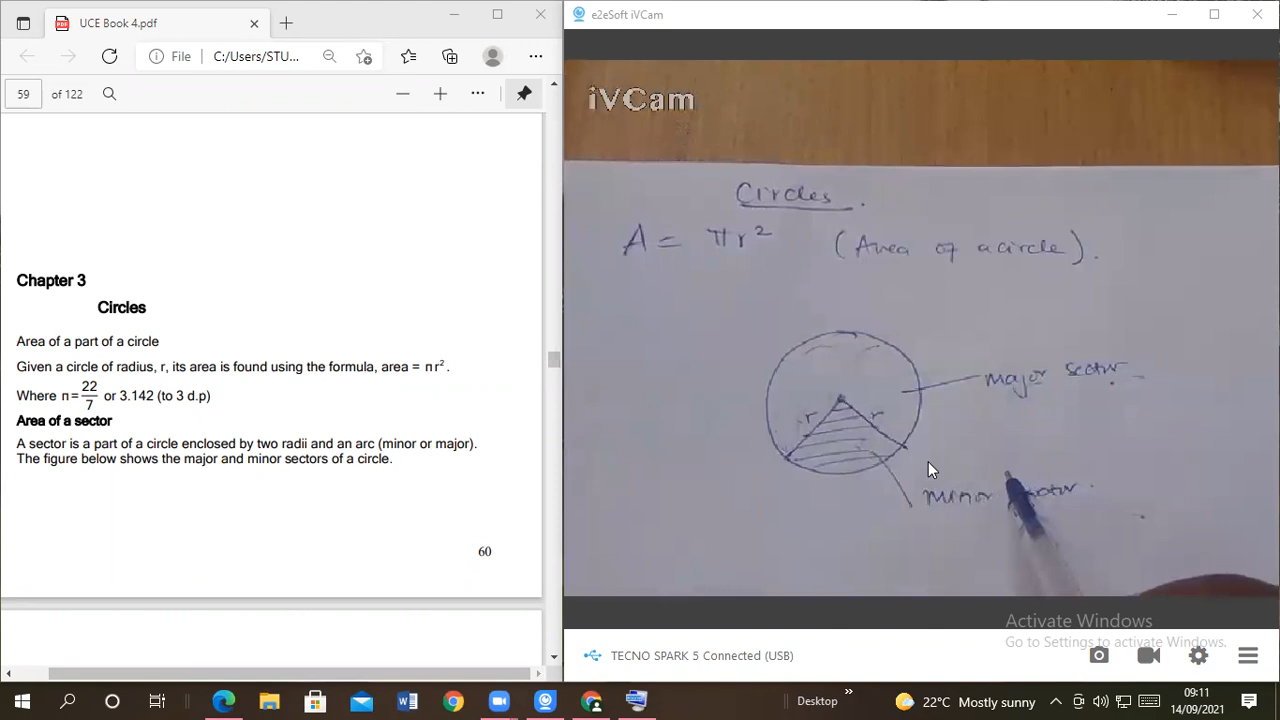 UCE Book 4.pdf
e2eSoft iVCam
File
C:/Users/STU...
59
of 122
Chapter 3
Circles
Area of a part of a circle
Given a circle of radius, r, its area is found using the formula, area = πr².
Where π = 22/7 or 3.142 (to 3 d.p)
Area of a sector
A sector is a part of a circle enclosed by two radii and an arc (minor or major).
The figure below shows the major and minor sectors of a circle.
60
iVCam
Circles.
A = πr² (Area of a circle).
major sector
r r
minor
Activate Windows
Go to Settings to activate Windows.
TECNO SPARK 5 Connected (USB)
Desktop
22°C Mostly sunny
09:11
14/09/2021